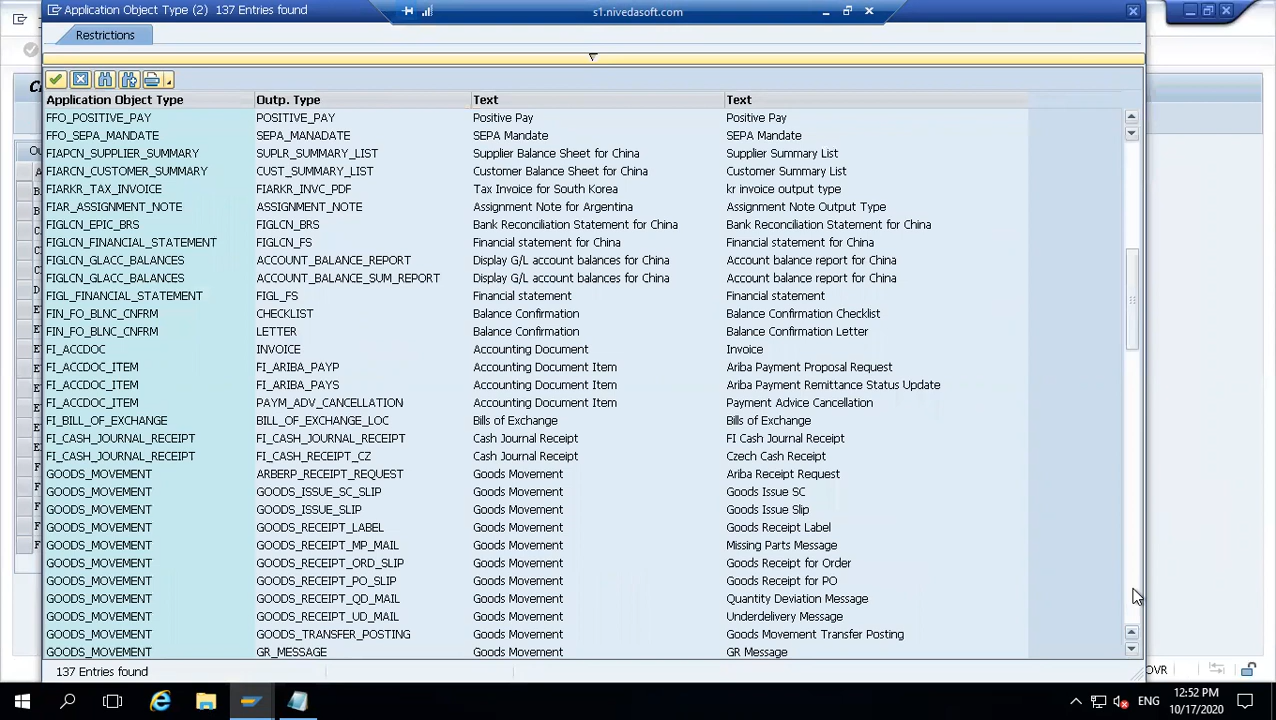 Application Object Type (2) 137 Entries found
s1.nivedasoft.com
Restrictions
Application Object Type Outp. Type Text Text
FFO_POSITIVE_PAY POSITIVE_PAY Positive Pay Positive Pay
FFO_SEPA_MANDATE SEPA_MANADATE SEPA Mandate SEPA Mandate
FIAPCN_SUPPLIER_SUMMARY SUPLR_SUMMARY_LIST Supplier Balance Sheet for China Supplier Summary List
FIARCN_CUSTOMER_SUMMARY CUST_SUMMARY_LIST Customer Balance Sheet for China Customer Summary List
FIARKR_TAX_INVOICE FIARKR_INVC_PDF Tax Invoice for South Korea kr invoice output type
FIAR_ASSIGNMENT_NOTE ASSIGNMENT_NOTE Assignment Note for Argentina Assignment Note Output Type
FIGLCN_EPIC_BRS FIGLCN_BRS Bank Reconciliation Statement for China Bank Reconciliation Statement for China
FIGLCN_FINANCIAL_STATEMENT FIGLCN_FS Financial statement for China Financial statement for China
FIGLCN_GLACC_BALANCES ACCOUNT_BALANCE_REPORT Display G/L account balances for China Account balance report for China
FIGLCN_GLACC_BALANCES ACCOUNT_BALANCE_SUM_REPORT Display G/L account balances for China Account balance report for China
FIGL_FINANCIAL_STATEMENT FIGL_FS Financial statement Financial statement
FIN_FO_BLNC_CNFRM CHECKLIST Balance Confirmation Balance Confirmation Checklist
FIN_FO_BLNC_CNFRM LETTER Balance Confirmation Balance Confirmation Letter
FI_ACCDOC INVOICE Accounting Document Invoice
FI_ACCDOC_ITEM FI_ARIBA_PAYP Accounting Document Item Ariba Payment Proposal Request
FI_ACCDOC_ITEM FI_ARIBA_PAYS Accounting Document Item Ariba Payment Remittance Status Update
FI_ACCDOC_ITEM PAYM_ADV_CANCELLATION Accounting Document Item Payment Advice Cancellation
FI_BILL_OF_EXCHANGE BILL_OF_EXCHANGE_LOC Bills of Exchange Bills of Exchange
FI_CASH_JOURNAL_RECEIPT FI_CASH_JOURNAL_RECEIPT Cash Journal Receipt FI Cash Journal Receipt
FI_CASH_JOURNAL_RECEIPT FI_CASH_RECEIPT_CZ Cash Journal Receipt Czech Cash Receipt
GOODS_MOVEMENT ARBERP_RECEIPT_REQUEST Goods Movement Ariba Receipt Request
GOODS_MOVEMENT GOODS_ISSUE_SC_SLIP Goods Movement Goods Issue SC
GOODS_MOVEMENT GOODS_ISSUE_SLIP Goods Movement Goods Issue Slip
GOODS_MOVEMENT GOODS_RECEIPT_LABEL Goods Movement Goods Receipt Label
GOODS_MOVEMENT GOODS_RECEIPT_MP_MAIL Goods Movement Missing Parts Message
GOODS_MOVEMENT GOODS_RECEIPT_ORD_SLIP Goods Movement Goods Receipt for Order
GOODS_MOVEMENT GOODS_RECEIPT_PO_SLIP Goods Movement Goods Receipt for PO
GOODS_MOVEMENT GOODS_RECEIPT_QD_MAIL Goods Movement Quantity Deviation Message
GOODS_MOVEMENT GOODS_RECEIPT_UD_MAIL Goods Movement Underdelivery Message
GOODS_MOVEMENT GOODS_TRANSFER_POSTING Goods Movement Goods Movement Transfer Posting
GOODS_MOVEMENT GR_MESSAGE Goods Movement GR Message
137 Entries found
OVR
ENG
12:52 PM
10/17/2020